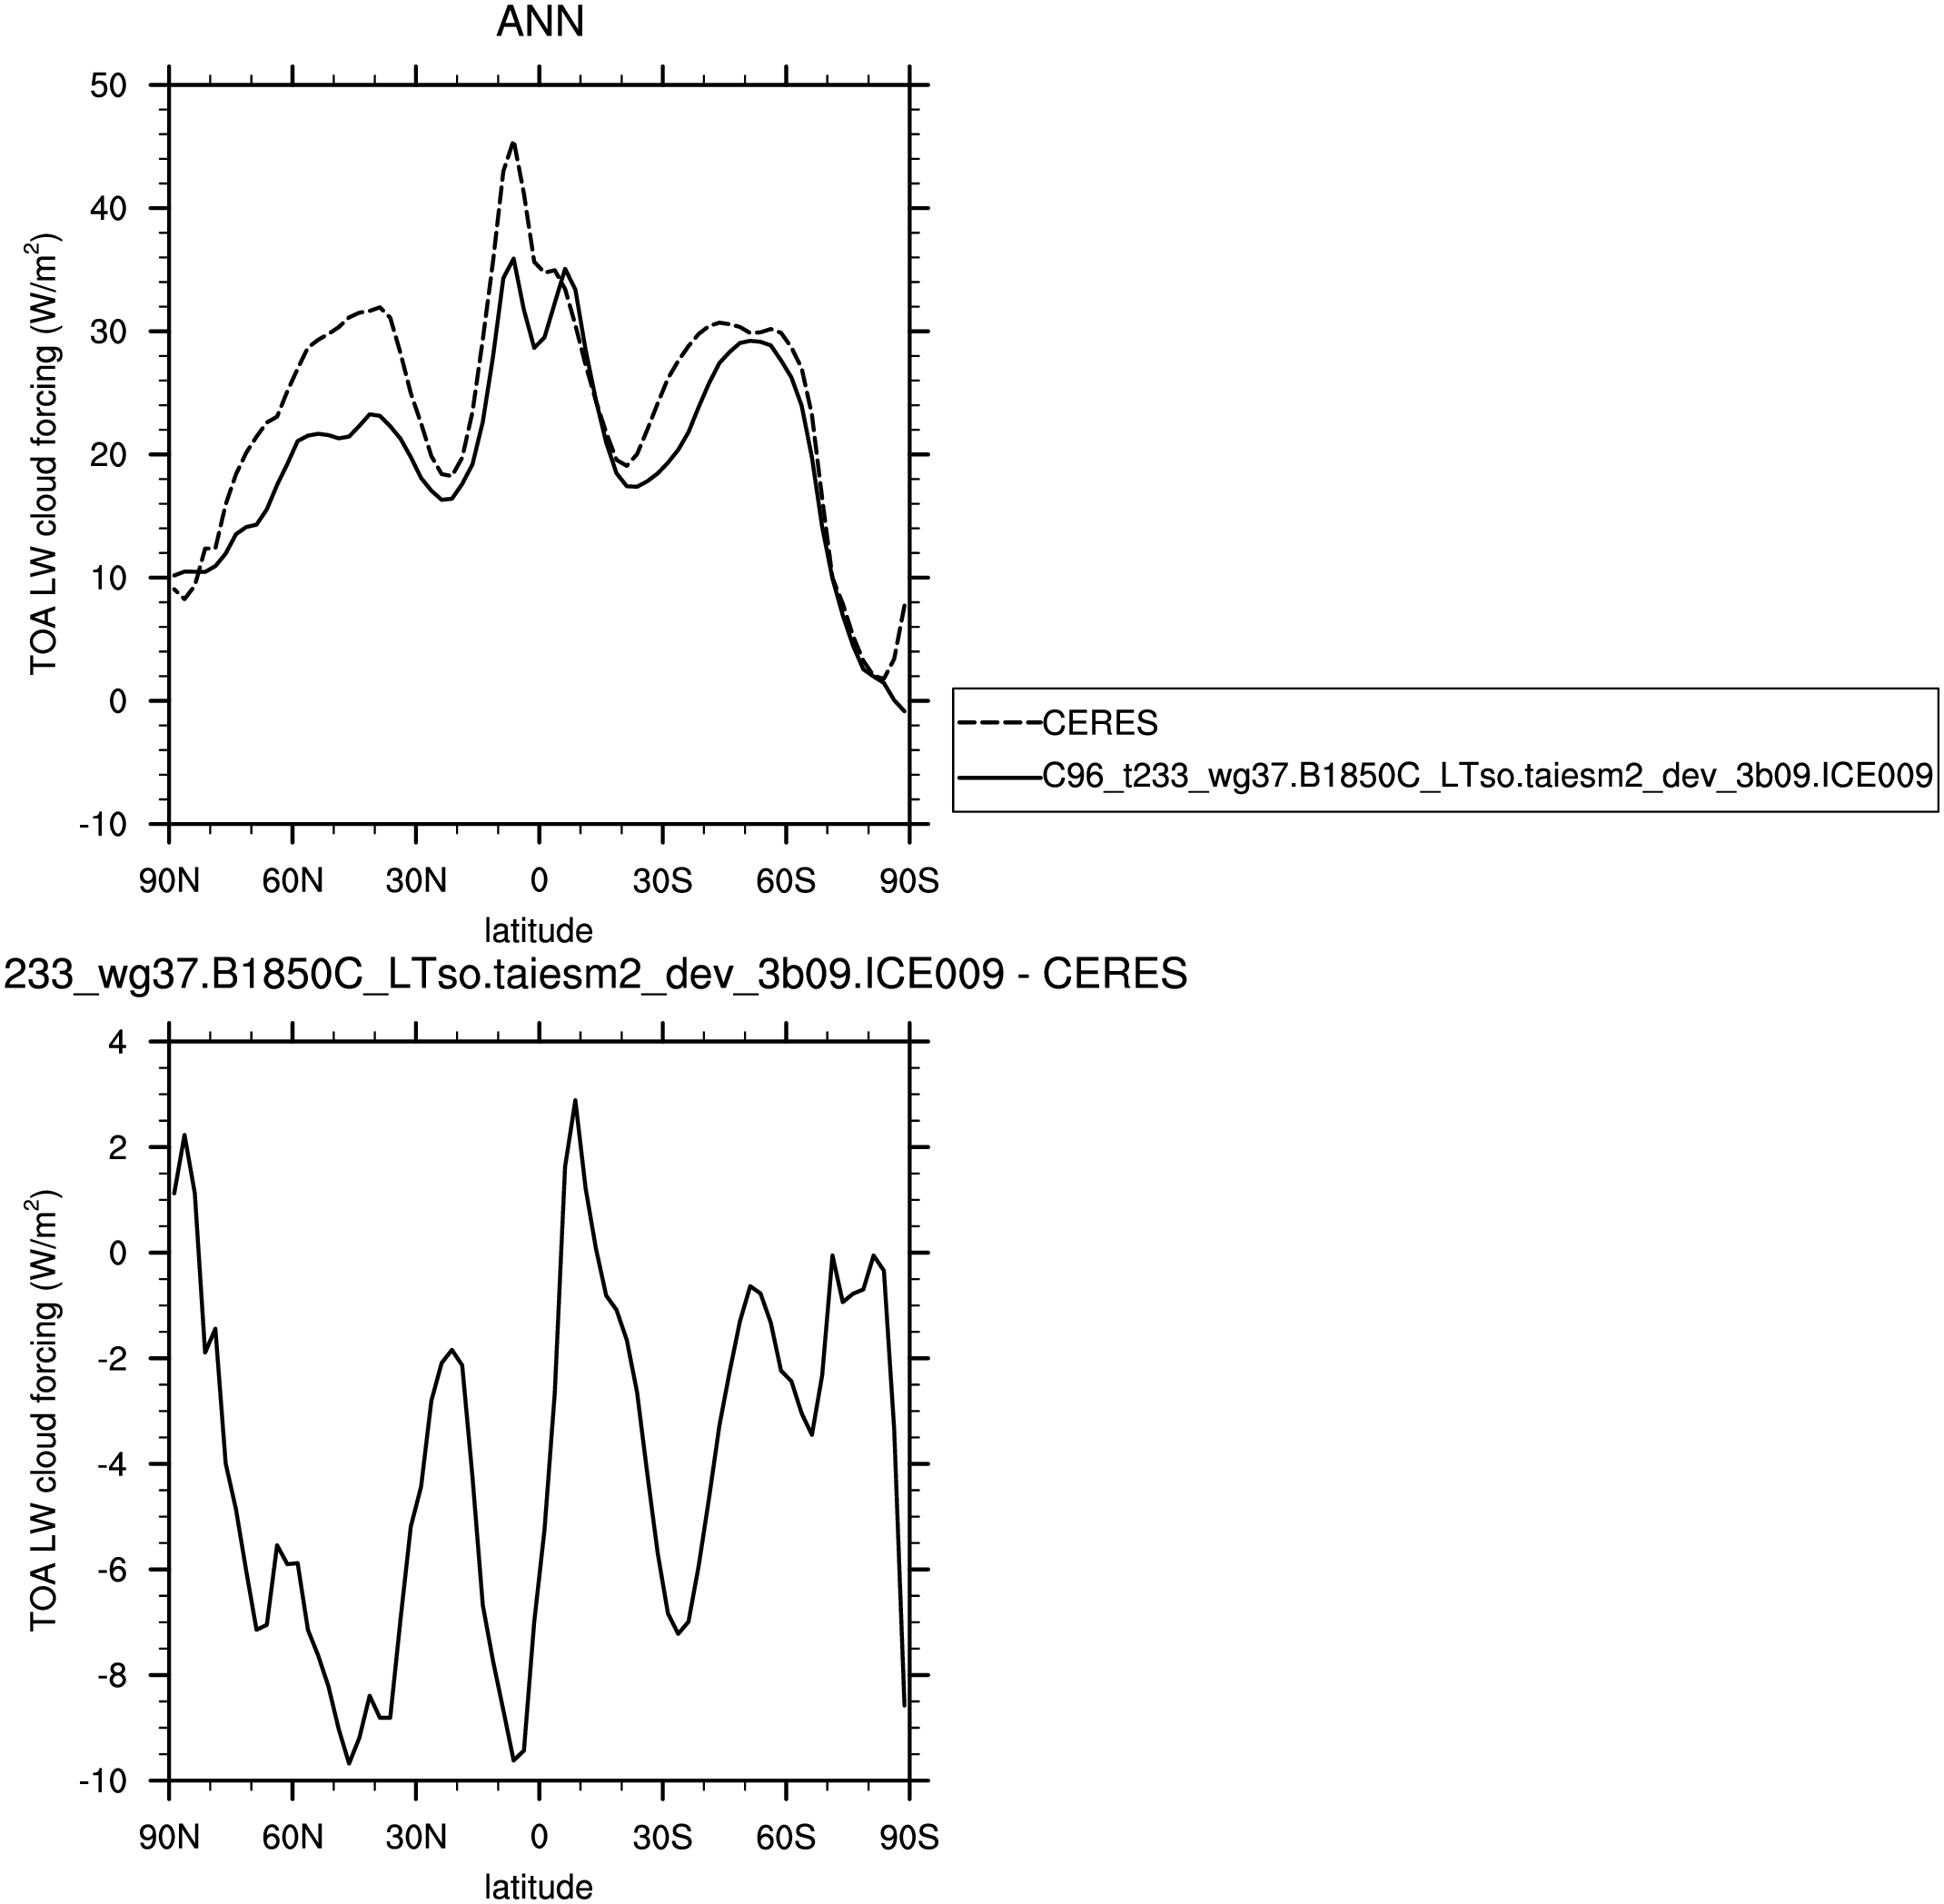 ANN
50
40
30
20
10
0
-10
TOA LW cloud forcing (W/m²)
90N 60N 30N 0 30S 60S 90S
latitude
CERES
C96_t233_wg37.B1850C_LTso.taiesm2_dev_3b09.ICE009
233_wg37.B1850C_LTso.taiesm2_dev_3b09.ICE009 - CERES
4
2
0
-2
-4
-6
-8
-10
TOA LW cloud forcing (W/m²)
90N 60N 30N 0 30S 60S 90S
latitude